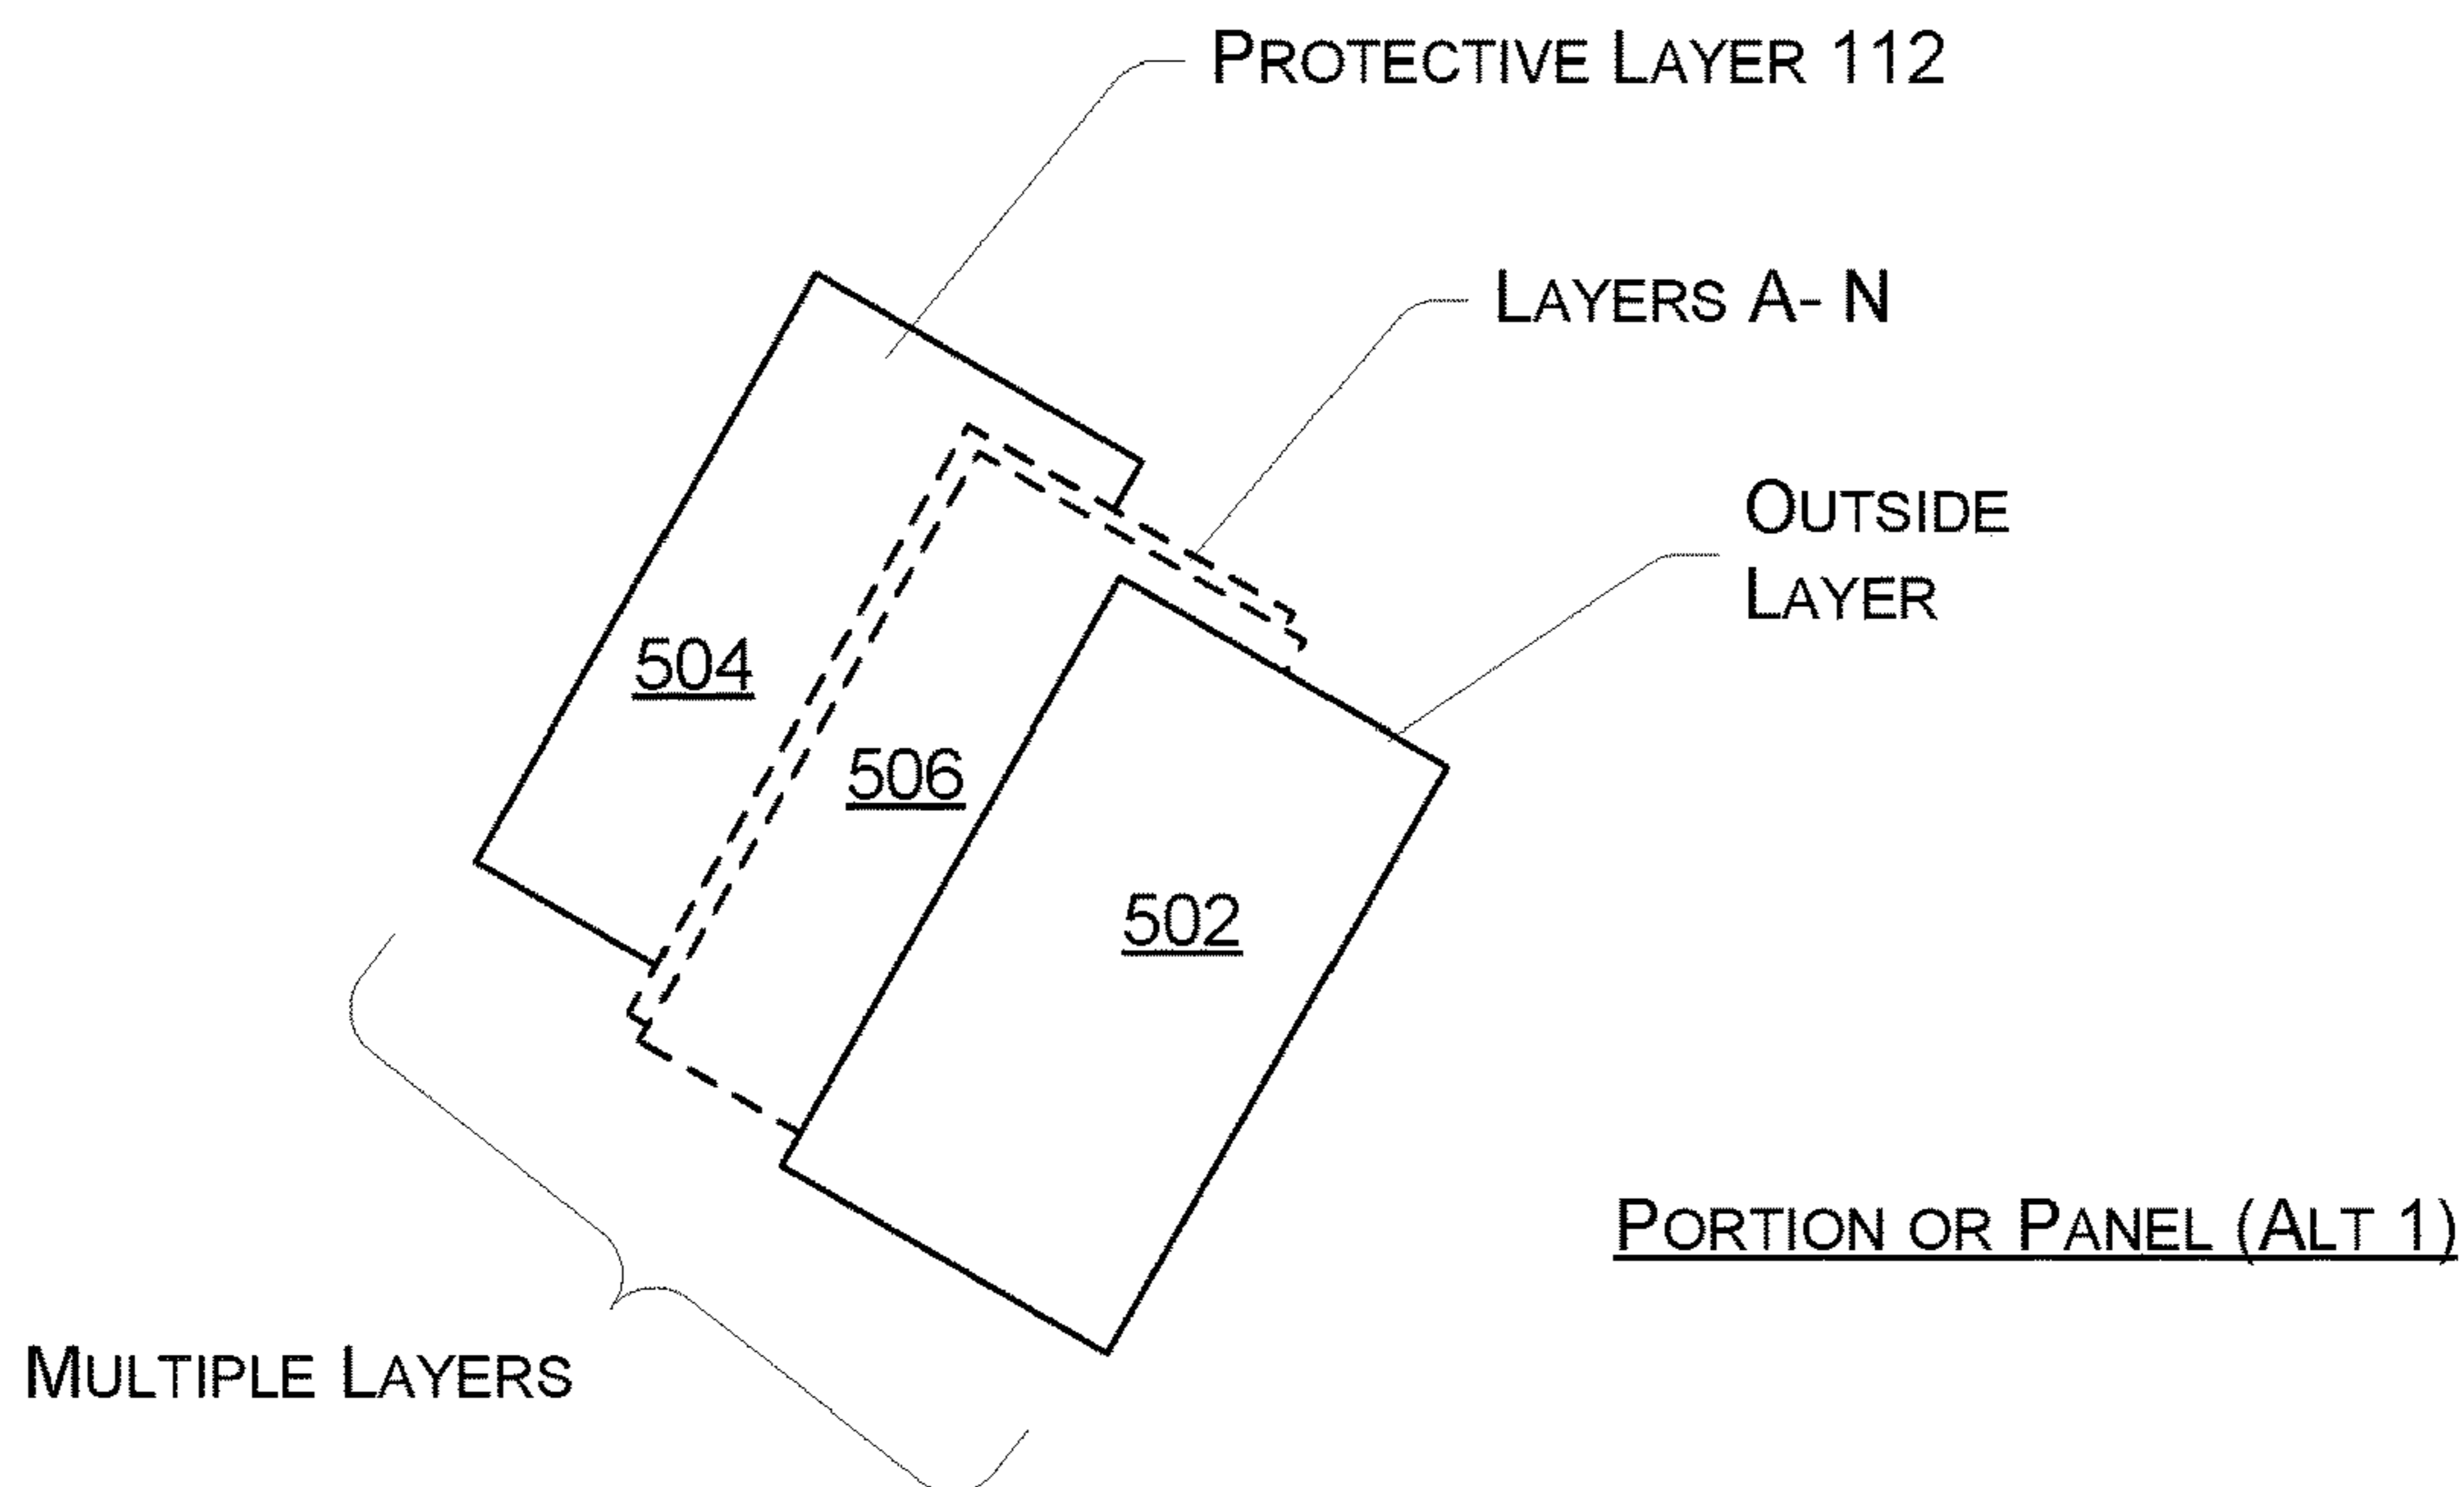 PROTECTIVE LAYER 112
LAYERS A- N
OUTSIDE
LAYER
504
506
502
PORTION OR PANEL (ALT 1)
MULTIPLE LAYERS